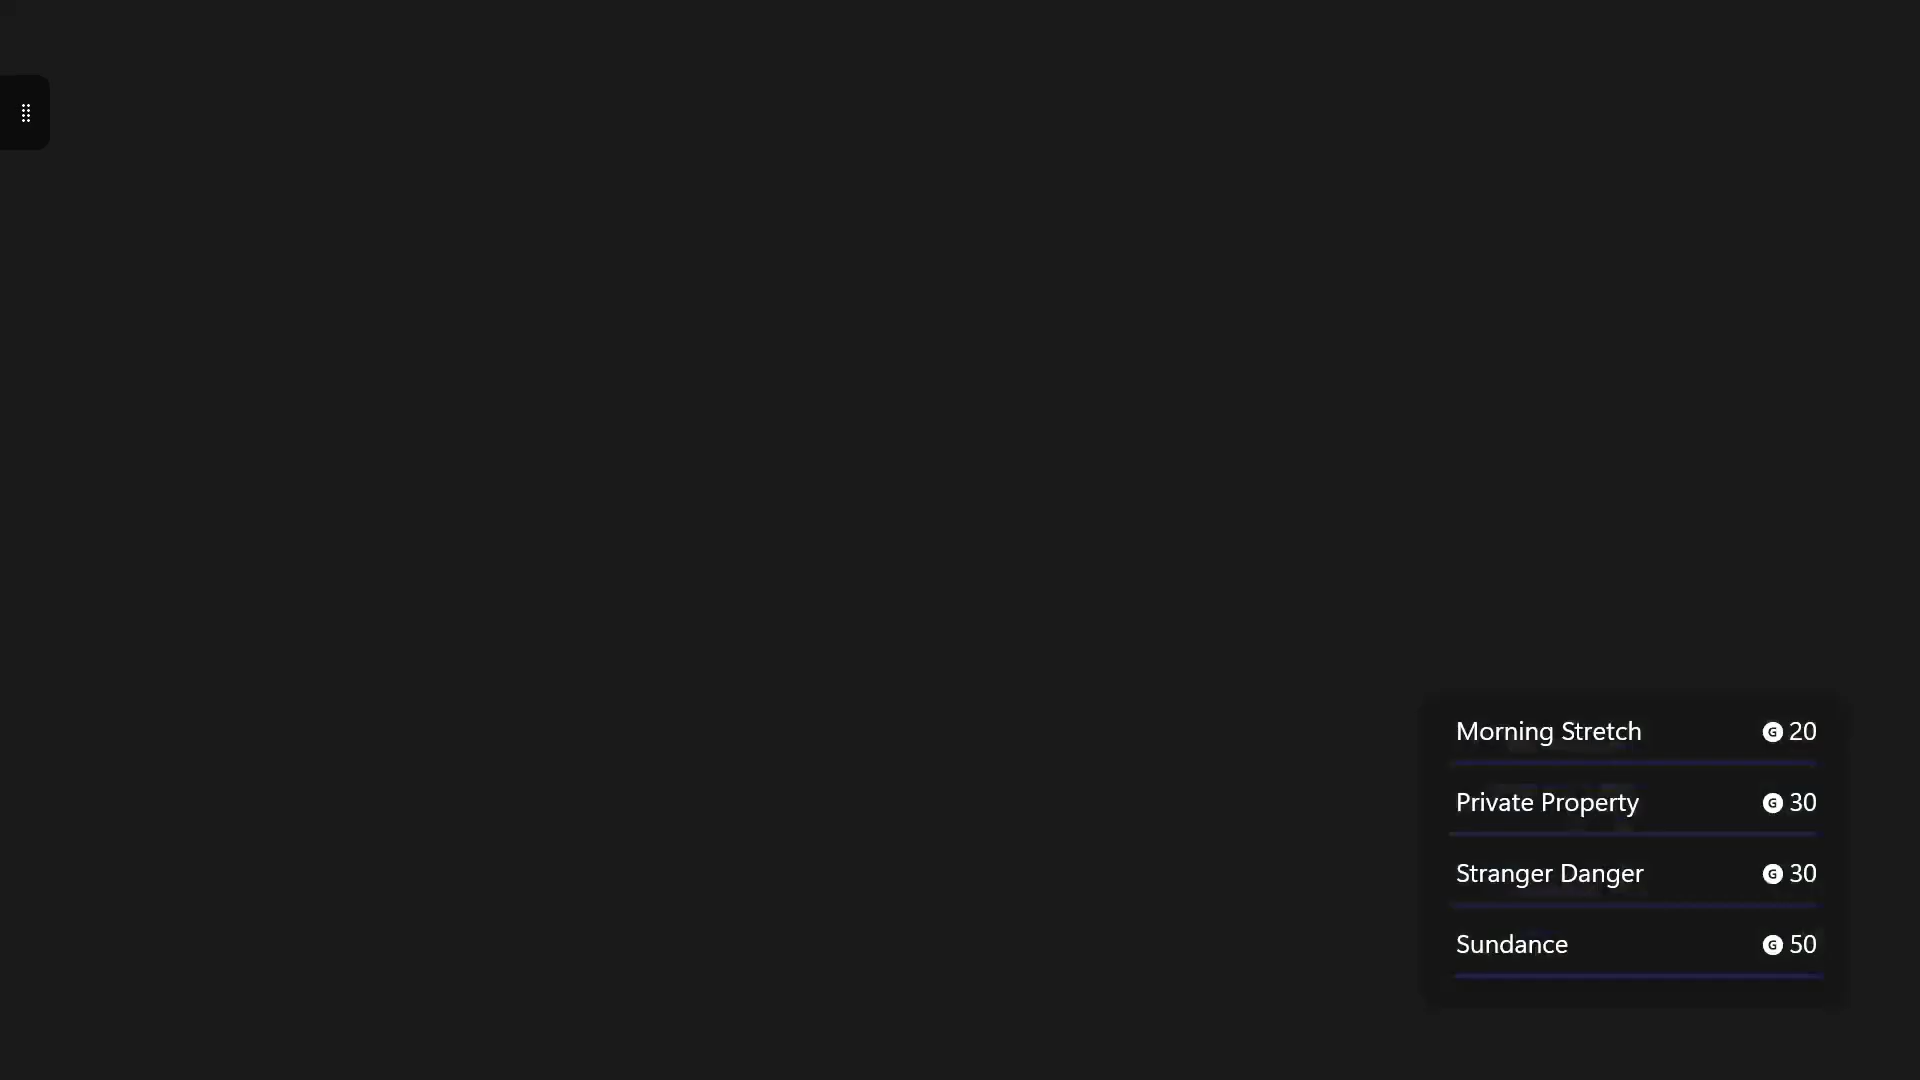 Morning Stretch G 20
Private Property G 30
Stranger Danger G 30
Sundance G 50